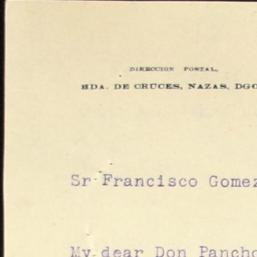 DIRECCION POSTAL,
HDA. DE CRUCES, NAZAS, DGO
Sr Francisco Gomez
My dear Don Pancho